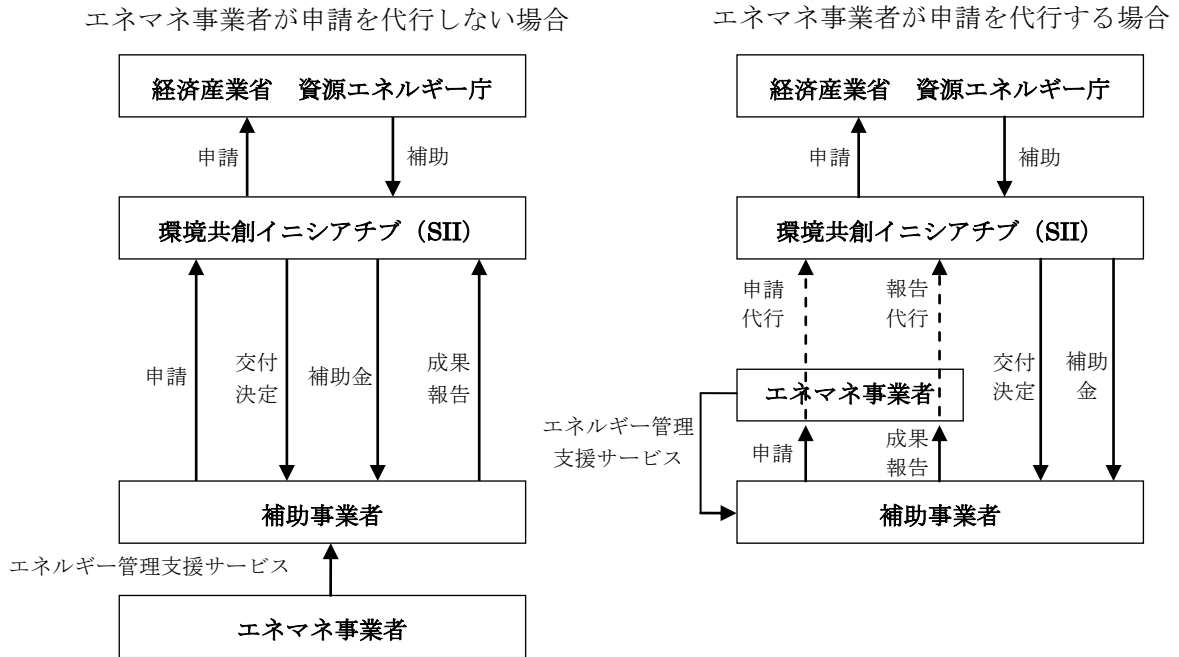 エネマネ事業者が申請を代行しない場合
経済産業省　資源エネルギー庁
申請
補助
環境共創イニシアチブ（SII）
申請
交付
決定
補助金
成果
報告
補助事業者
エネルギー管理支援サービス
エネマネ事業者
エネマネ事業者が申請を代行する場合
経済産業省　資源エネルギー庁
申請
補助
環境共創イニシアチブ（SII）
申請
代行
報告
代行
エネマネ事業者
交付
決定
補助
金
エネルギー管理
支援サービス
申請
成果
報告
補助事業者